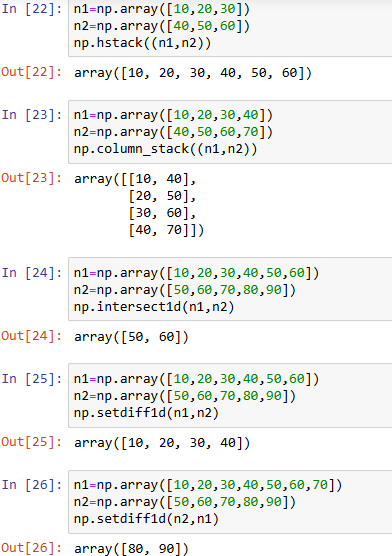 In [22]: n1=np.array([10,20,30])
n2=np.array([40,50,60])
np.hstack((n1,n2))
Out[22]: array([10, 20, 30, 40, 50, 60])
In [23]: n1=np.array([10,20,30,40])
n2=np.array([40,50,60,70])
np.column_stack((n1,n2))
Out[23]: array([[10, 40],
[20, 50],
[30, 60],
[40, 70]])
In [24]: n1=np.array([10,20,30,40,50,60])
n2=np.array([50,60,70,80,90])
np.intersect1d(n1,n2)
Out[24]: array([50, 60])
In [25]: n1=np.array([10,20,30,40,50,60])
n2=np.array([50,60,70,80,90])
np.setdiff1d(n1,n2)
Out[25]: array([10, 20, 30, 40])
In [26]: n1=np.array([10,20,30,40,50,60,70])
n2=np.array([50,60,70,80,90])
np.setdiff1d(n2,n1)
Out[26]: array([80, 90])